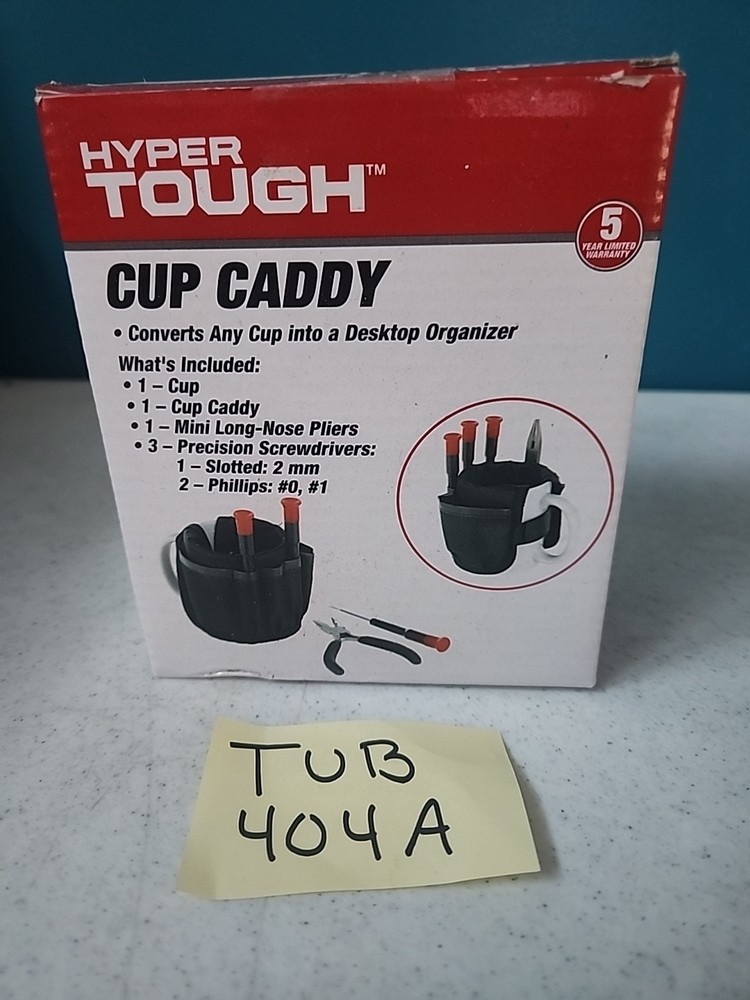 HYPER
TOUGH™
5
YEAR LIMITED
WARRANTY
CUP CADDY
• Converts Any Cup into a Desktop Organizer
What's Included:
• 1 – Cup
• 1 – Cup Caddy
• 1 – Mini Long-Nose Pliers
• 3 – Precision Screwdrivers:
1 – Slotted: 2 mm
2 – Phillips: #0, #1
TUB
404A